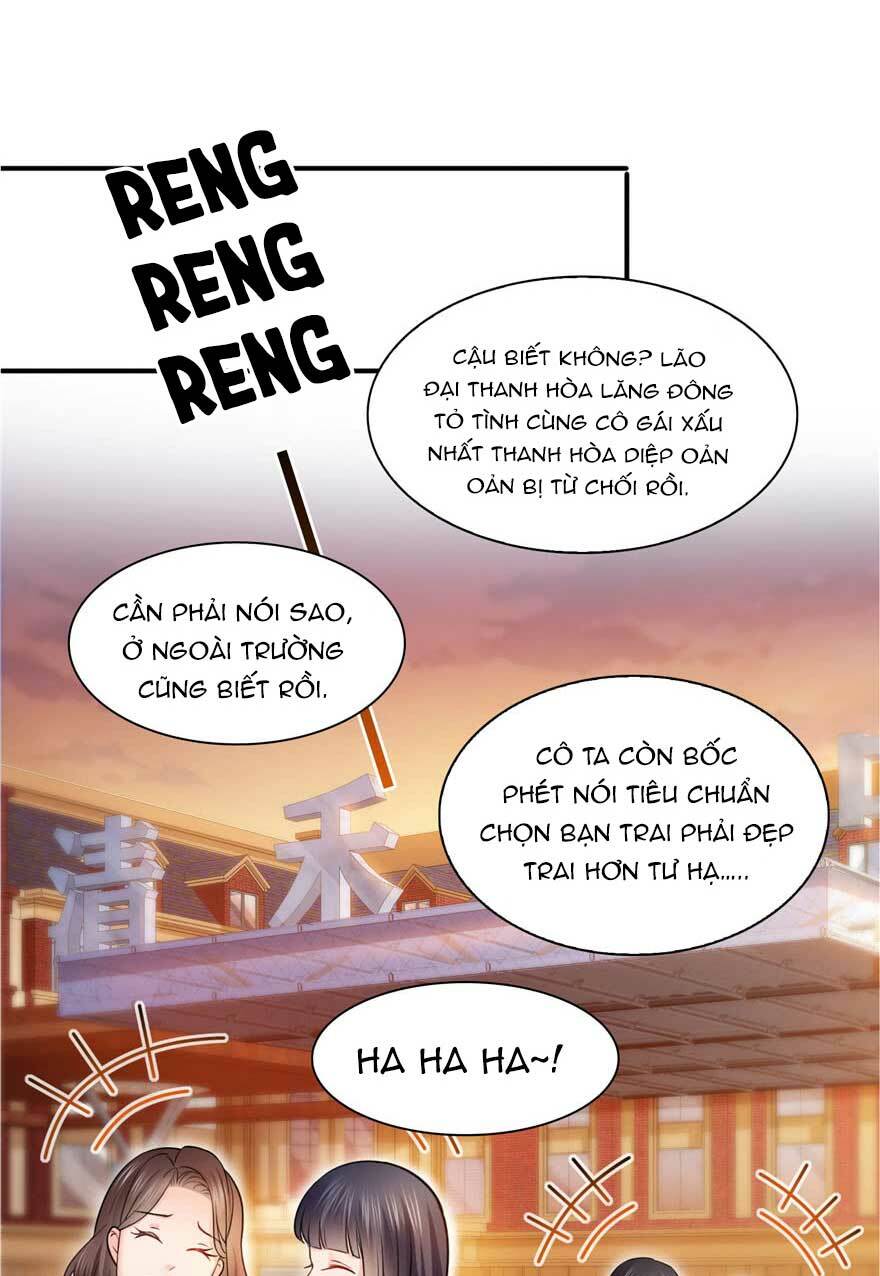 RENG
RENG
RENG
CẬU BIẾT KHÔNG? LÃO
ĐẠI THANH HÒA LĂNG ĐÔNG
TỎ TÌNH CÙNG CÔ GÁI XẤU
NHẤT THANH HÒA DIỆP OẢN
OẢN BỊ TỪ CHỐI RỒI.
CẦN PHẢI NÓI SAO,
Ở NGOÀI TRƯỜNG
CŨNG BIẾT RỒI.
CÔ TA CÒN BỐC
PHÉT NÓI TIÊU CHUẨN
CHỌN BẠN TRAI PHẢI ĐẸP
TRAI HƠN TƯ HẠ.....
青禾
HA HA HA~!